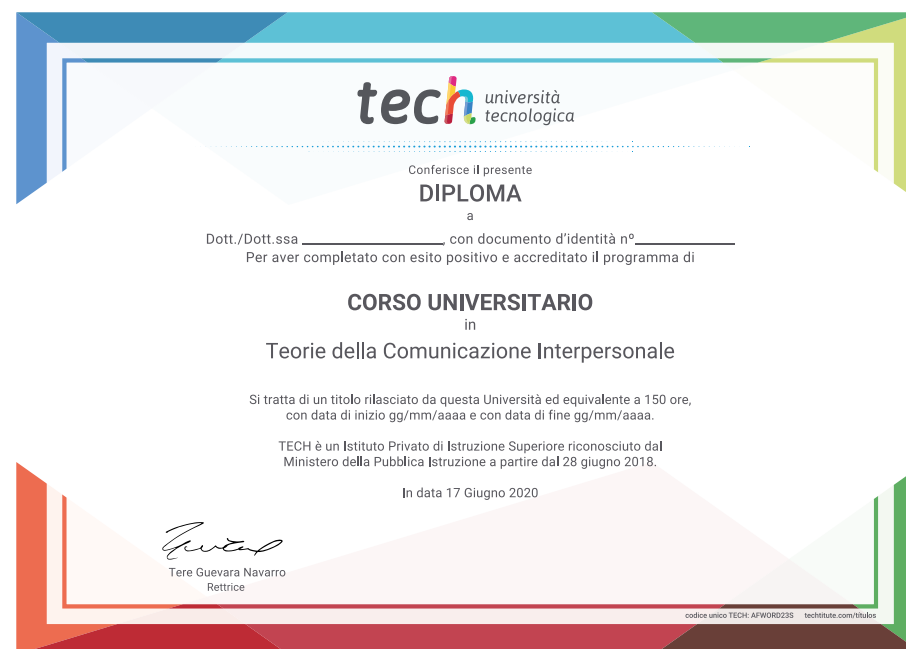 tech università
tecnologica
Conferisce il presente
DIPLOMA
a
Dott./Dott.ssa ____________________, con documento d'identità nº______________
Per aver completato con esito positivo e accreditato il programma di
CORSO UNIVERSITARIO
in
Teorie della Comunicazione Interpersonale
Si tratta di un titolo rilasciato da questa Università ed equivalente a 150 ore,
con data di inizio gg/mm/aaaa e con data di fine gg/mm/aaaa.
TECH è un Istituto Privato di Istruzione Superiore riconosciuto dal
Ministero della Pubblica Istruzione a partire dal 28 giugno 2018.
In data 17 Giugno 2020
Tere Guevara Navarro
Rettrice
codice unico TECH: AFWORD23S techtitute.com/titulos